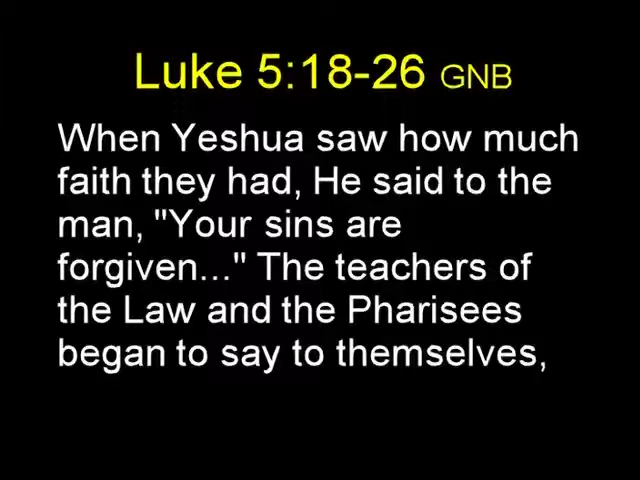 Luke 5:18-26 GNB
When Yeshua saw how much
faith they had, He said to the
man, "Your sins are
forgiven..." The teachers of
the Law and the Pharisees
began to say to themselves,